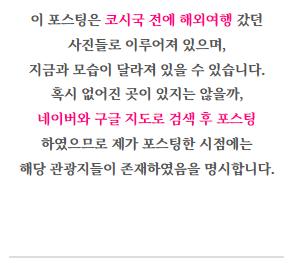 이 포스팅은 코시국 전에 해외여행 갔던
사진들로 이루어져 있으며,
지금과 모습이 달라져 있을 수 있습니다.
혹시 없어진 곳이 있지는 않을까,
네이버와 구글 지도로 검색 후 포스팅
하였으므로 제가 포스팅한 시점에는
해당 관광지들이 존재하였음을 명시합니다.